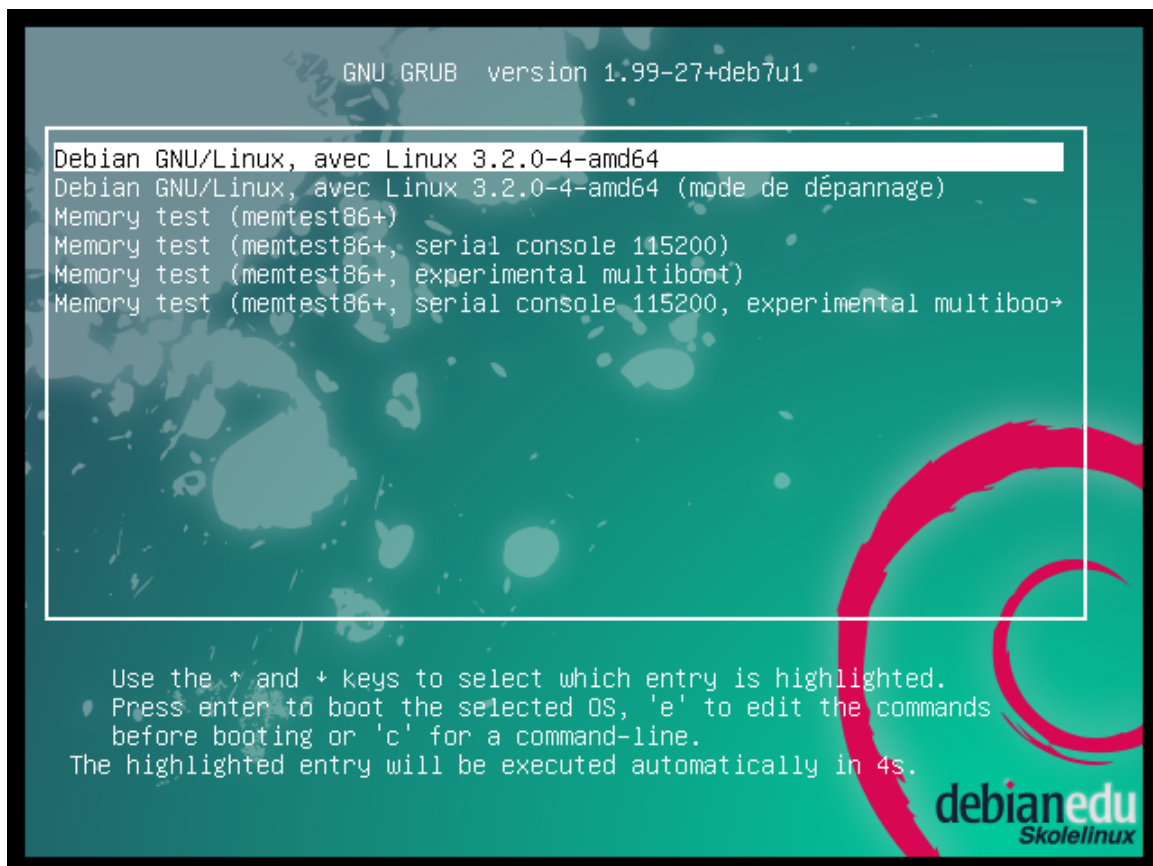 GNU GRUB  version 1.99-27+deb7u1
Debian GNU/Linux, avec Linux 3.2.0-4-amd64
Debian GNU/Linux, avec Linux 3.2.0-4-amd64 (mode de dépannage)
Memory test (memtest86+)
Memory test (memtest86+, serial console 115200)
Memory test (memtest86+, experimental multiboot)
Memory test (memtest86+, serial console 115200, experimental multiboo→
Use the ↑ and ↓ keys to select which entry is highlighted.
Press enter to boot the selected OS, 'e' to edit the commands
before booting or 'c' for a command-line.
The highlighted entry will be executed automatically in 4s.
debianedu
Skolelinux